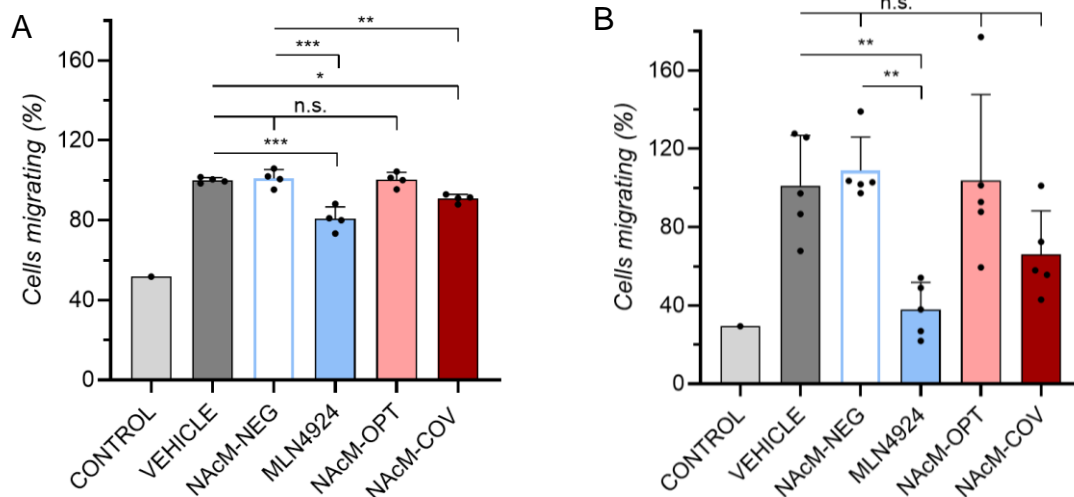 A
Cells migrating (%)
160
120
80
40
0
**
***
*
n.s.
***
CONTROL
VEHICLE
NAcM-NEG
MLN4924
NAcM-OPT
NAcM-COV
B
Cells migrating (%)
160
120
80
40
0
n.s.
**
**
CONTROL
VEHICLE
NAcM-NEG
MLN4924
NAcM-OPT
NAcM-COV